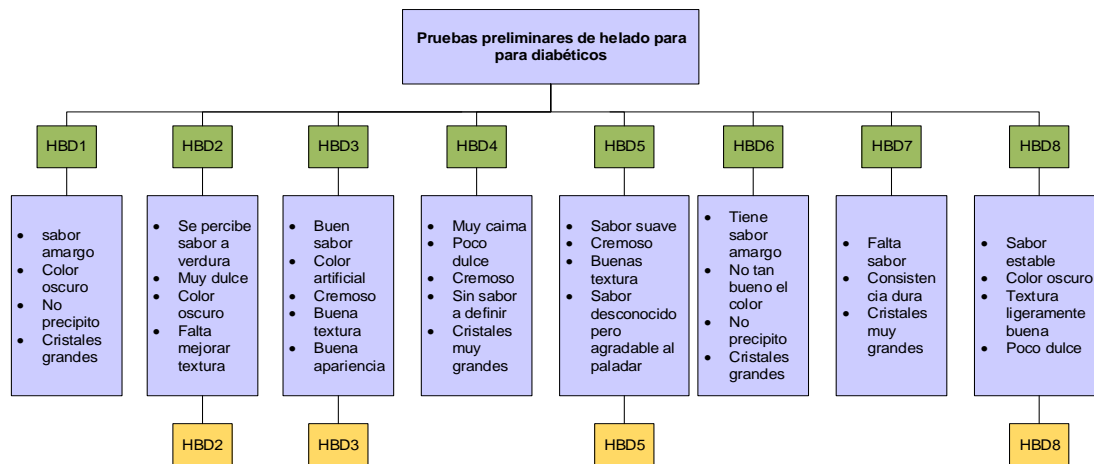 Pruebas preliminares de helado para
para diabéticos
HBD1
HBD2
HBD3
HBD4
HBD5
HBD6
HBD7
HBD8
• sabor
amargo
• Color
oscuro
• No
precipito
• Cristales
grandes
• Se percibe
sabor a
verdura
• Muy dulce
• Color
oscuro
• Falta
mejorar
textura
• Buen
sabor
• Color
artificial
• Cremoso
• Buena
textura
• Buena
apariencia
• Muy caima
• Poco
dulce
• Cremoso
• Sin sabor
a definir
• Cristales
muy
grandes
• Sabor suave
• Cremoso
• Buenas
textura
• Sabor
desconocido
pero
agradable al
paladar
• Tiene
sabor
amargo
• No tan
bueno el
color
• No
precipito
• Cristales
grandes
• Falta
sabor
• Consisten
cia dura
• Cristales
muy
grandes
• Sabor
estable
• Color oscuro
• Textura
ligeramente
buena
• Poco dulce
HBD2
HBD3
HBD5
HBD8